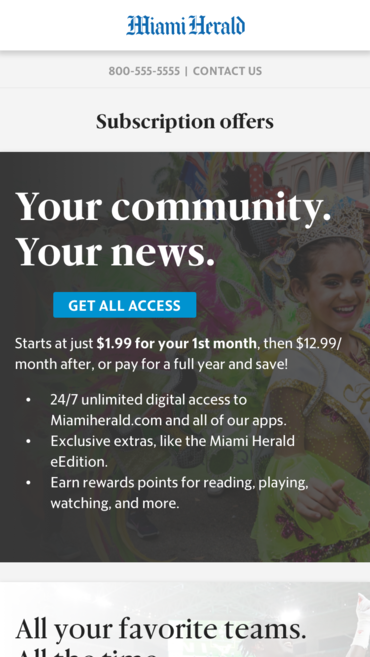 Miami Herald
800-555-5555 | CONTACT US
Subscription offers
Your community.
Your news.
GET ALL ACCESS
Starts at just $1.99 for your 1st month, then $12.99/
month after, or pay for a full year and save!
• 24/7 unlimited digital access to
Miamiherald.com and all of our apps.
• Exclusive extras, like the Miami Herald
eEdition.
• Earn rewards points for reading, playing,
watching, and more.
All your favorite teams.
All the time.